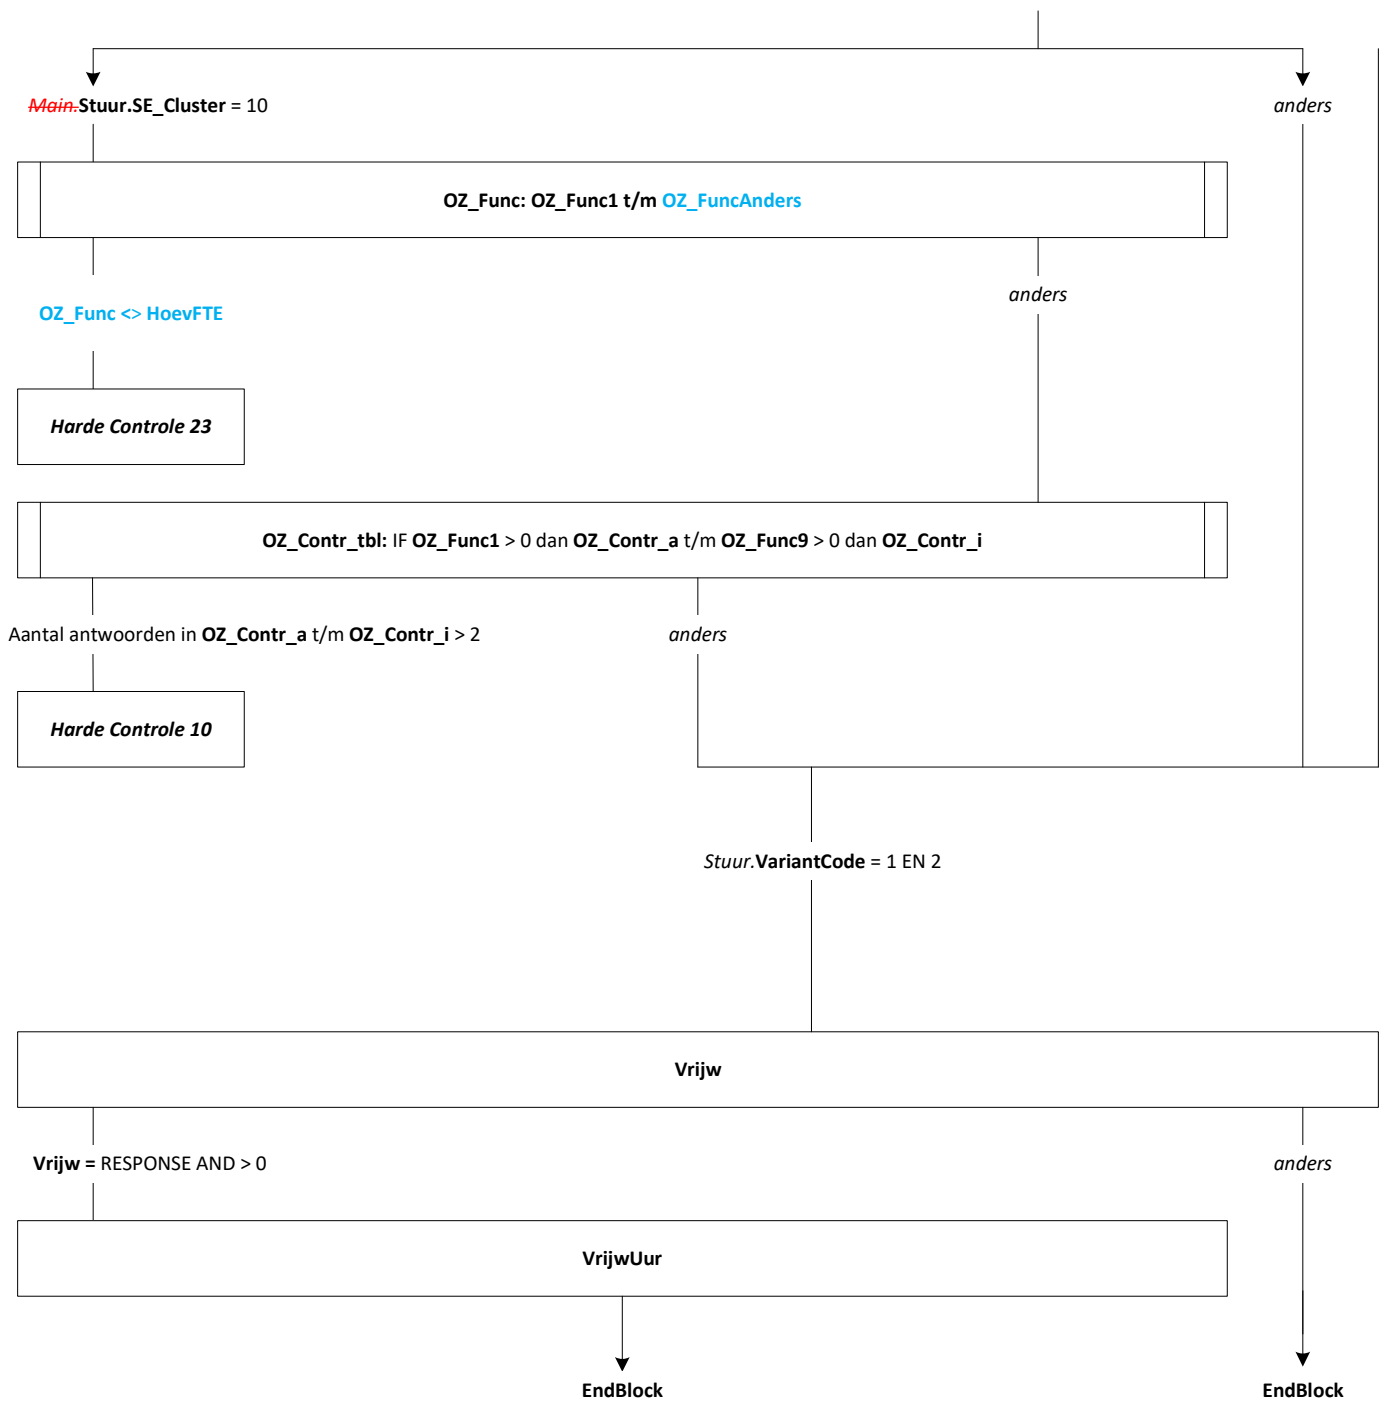 Main.Stuur.SE_Cluster = 10
anders
OZ_Func: OZ_Func1 t/m OZ_FuncAnders
anders
OZ_Func <> HoevFTE
Harde Controle 23
OZ_Contr_tbl: IF OZ_Func1 > 0 dan OZ_Contr_a t/m OZ_Func9 > 0 dan OZ_Contr_i
Aantal antwoorden in OZ_Contr_a t/m OZ_Contr_i > 2
anders
Harde Controle 10
Stuur.VariantCode = 1 EN 2
Vrijw
Vrijw = RESPONSE AND > 0
anders
VrijwUur
EndBlock
EndBlock